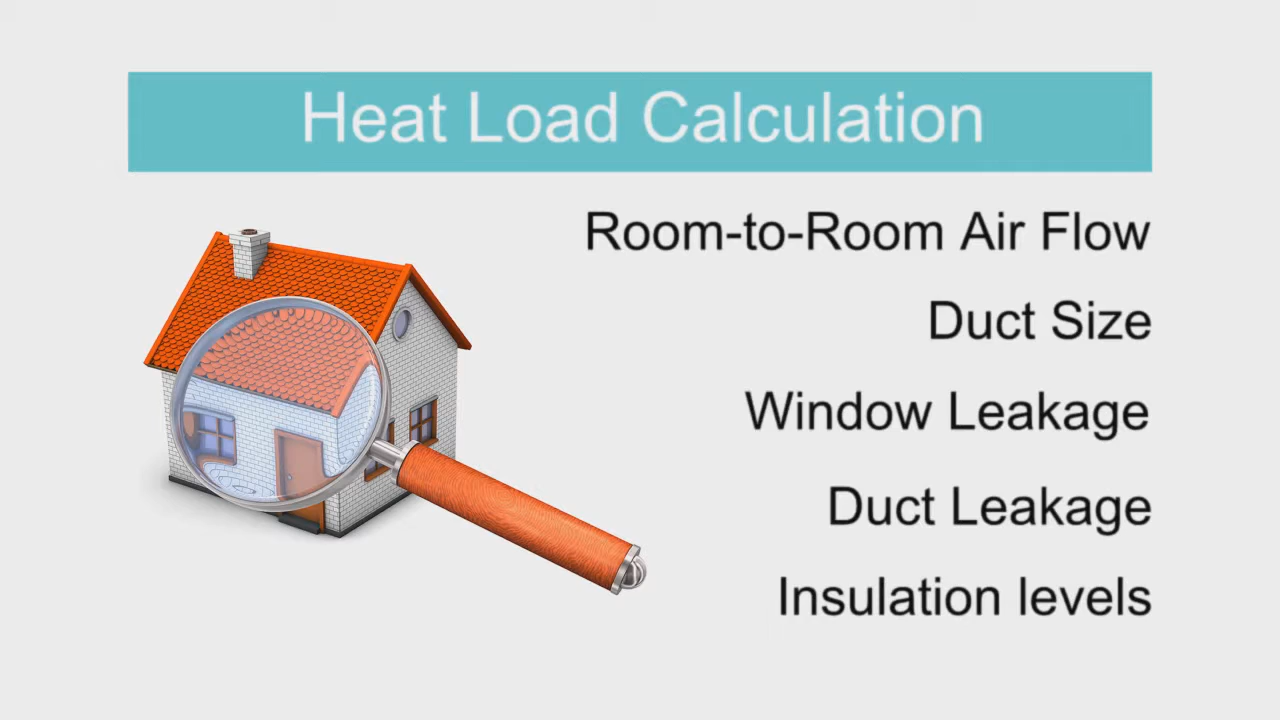 Heat Load Calculation
Room-to-Room Air Flow
Duct Size
Window Leakage
Duct Leakage
Insulation levels